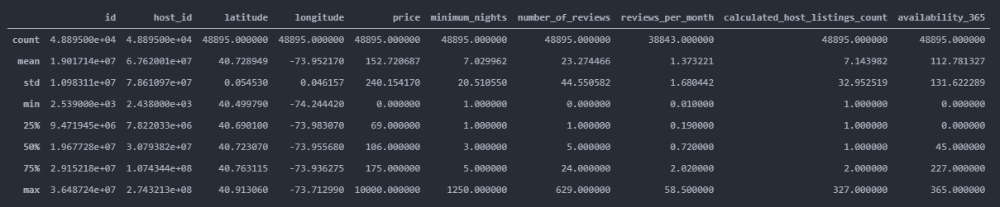 id host_id latitude longitude price minimum_nights number_of_reviews reviews_per_month calculated_host_listings_count availability_365
count 4.889500e+04 4.889500e+04 48895.000000 48895.000000 48895.000000 48895.000000 48895.000000 38843.000000 48895.000000 48895.000000
mean 1.901714e+07 6.762001e+07 40.728949 -73.952170 152.720687 7.029962 23.274466 1.373221 7.143982 112.781327
std 1.098311e+07 7.861097e+07 0.054530 0.046157 240.154170 20.510550 44.550582 1.680442 32.952519 131.622289
min 2.539000e+03 2.438000e+03 40.499790 -74.244420 0.000000 1.000000 0.000000 0.010000 1.000000 0.000000
25% 9.471945e+06 7.822033e+06 40.690100 -73.983070 69.000000 1.000000 1.000000 0.190000 1.000000 0.000000
50% 1.967728e+07 3.079382e+07 40.723070 -73.955680 106.000000 3.000000 5.000000 0.720000 1.000000 45.000000
75% 2.915218e+07 1.074344e+08 40.763115 -73.936275 175.000000 5.000000 24.000000 2.020000 2.000000 227.000000
max 3.648724e+07 2.743213e+08 40.913060 -73.712990 10000.000000 1250.000000 629.000000 58.500000 327.000000 365.000000